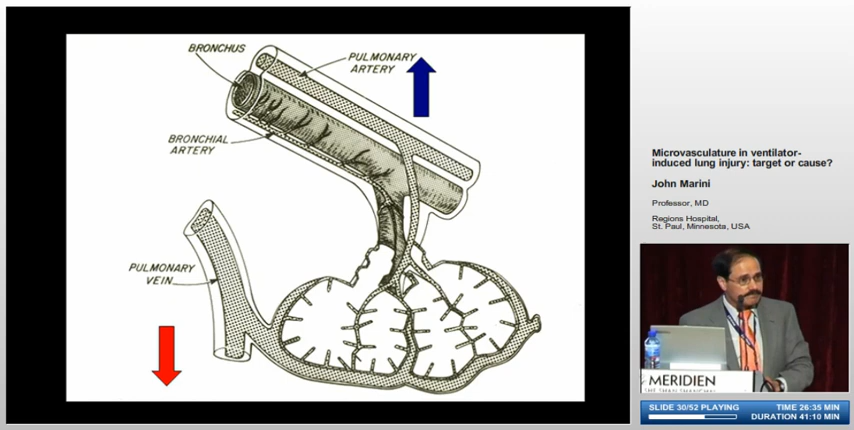 BRONCHUS
PULMONARY
ARTERY
BRONCHIAL
ARTERY
PULMONARY
VEIN
Microvasculature in ventilator-
induced lung injury: target or cause?
John Marini
Professor, MD
Regions Hospital,
St. Paul, Minnesota, USA
MERIDIEN
SLIDE 30/52 PLAYING
TIME 26:35 MIN
DURATION 41:10 MIN